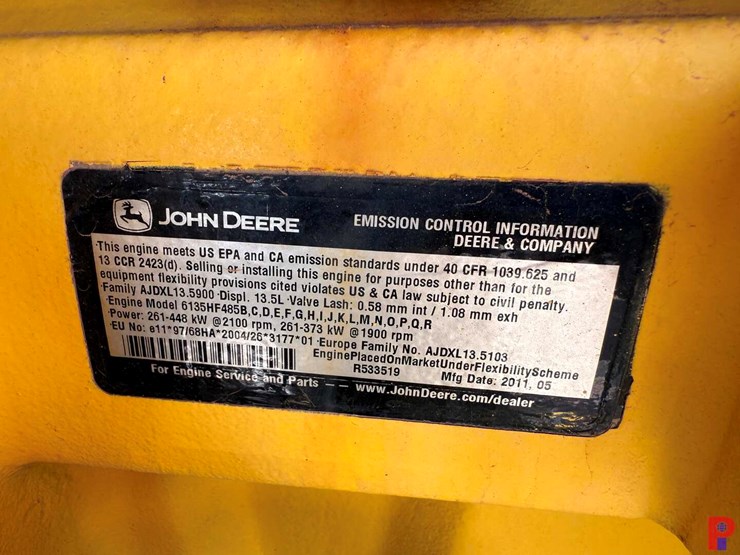 JOHN DEERE
EMISSION CONTROL INFORMATION
DEERE & COMPANY
·This engine meets US EPA and CA emission standards under 40 CFR 1039.625 and
13 CCR 2423(d). Selling or installing this engine for purposes other than for the
equipment flexibility provisions cited violates US & CA law subject to civil penalty.
·Family AJDXL13.5900 ·Displ. 13.5L ·Valve Lash: 0.58 mm int / 1.08 mm exh
·Engine Model 6135HF485B,C,D,E,F,G,H,I,J,K,L,M,N,O,P,Q,R
·Power: 261-448 kW @2100 rpm, 261-373 kW @1900 rpm
·EU No: e11*97/68HA*2004/26*3177*01 ·Europe Family No. AJDXL13.5103
EnginePlacedOnMarketUnderFlexibilityScheme
R533519 Mfg Date: 2011. 05
For Engine Service and Parts — — www.JohnDeere.com/dealer